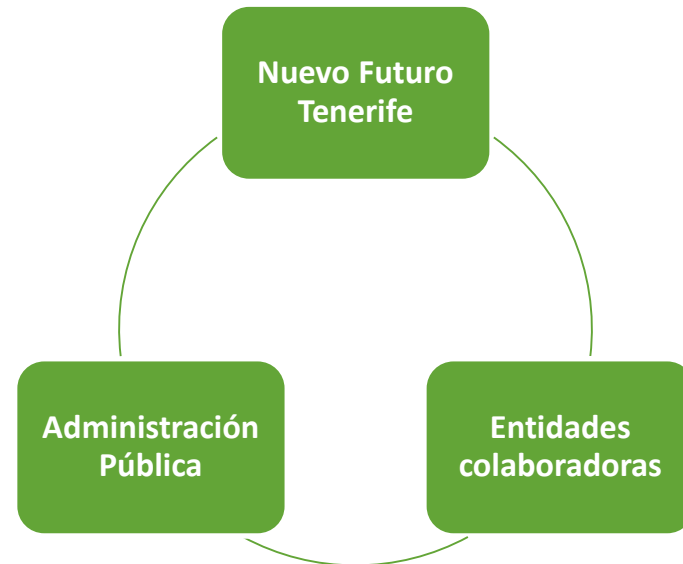 Nuevo Futuro
Tenerife
Administración
Pública
Entidades
colaboradoras